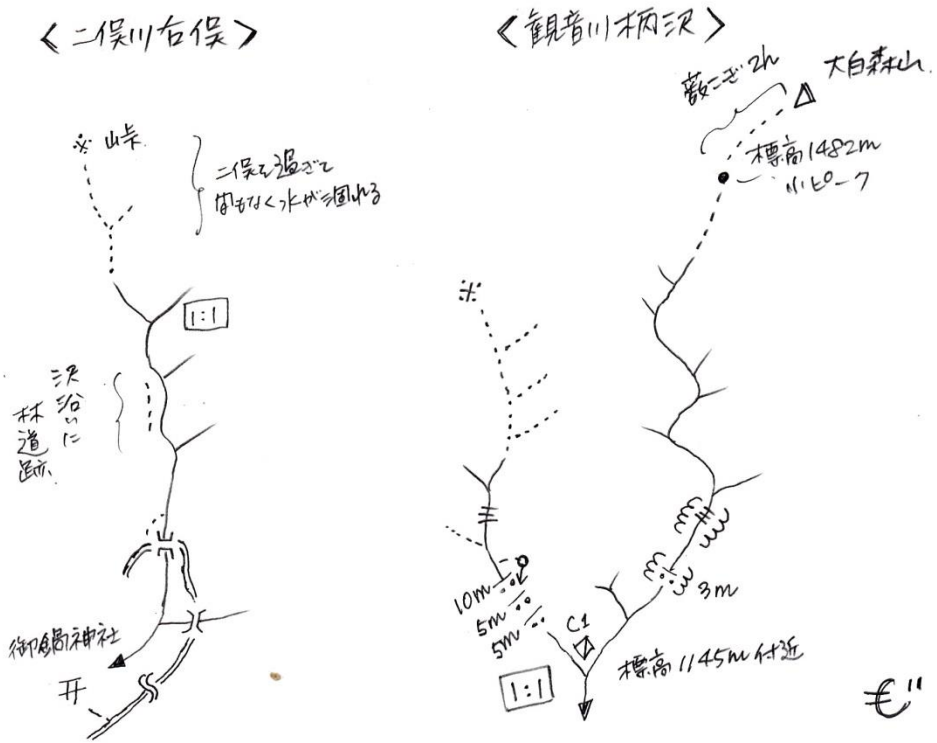 〈二俣川右俣〉
※ 山峠
二俣を過ぎて
間もなく水が涸れる
1:1
沢沿いに
林道跡
御鍋神社
〈観音川柄沢〉
藪こぎ2h
大白森山
標高1482m
小ピーク
※
10m
5m
5m
C1
3m
1:1
標高1145m付近